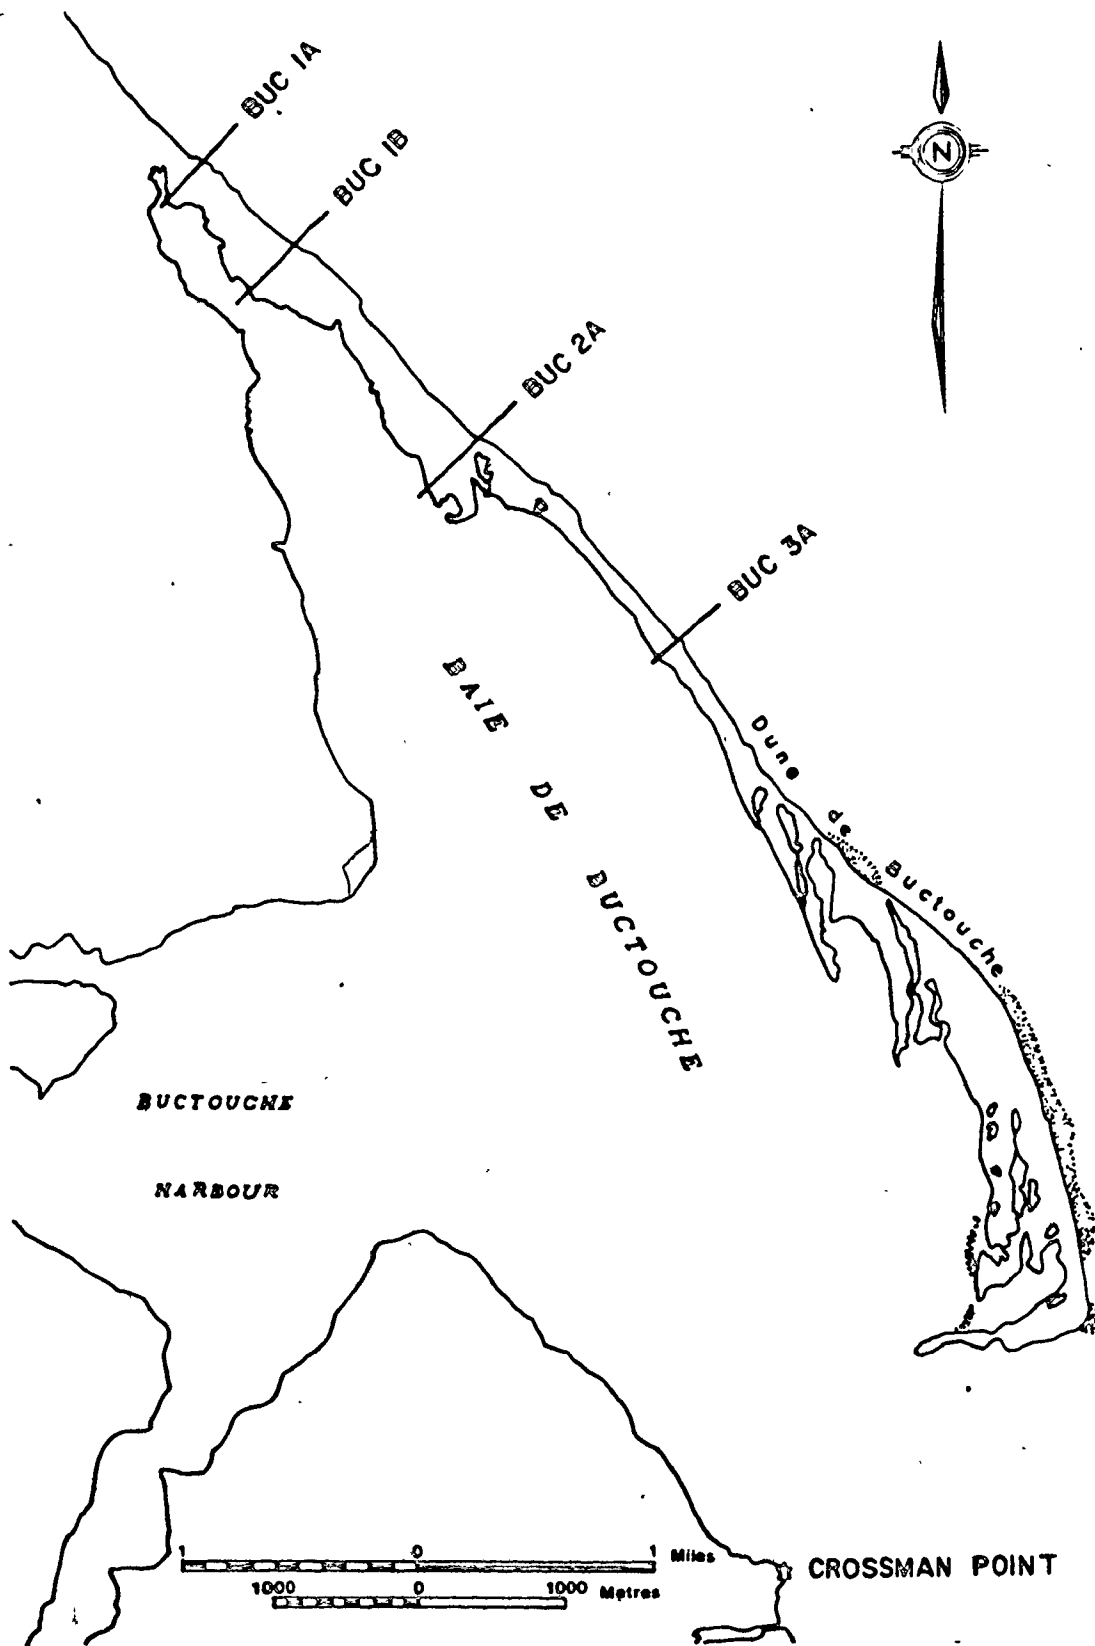 BUC 1A
BUC 1B
N
BUC 2A
BUC 3A
BAIE DE BUCTOUCHE
Dune de Buctouche
BUCTOUCHE
HARBOUR
1 0 1 Miles
1000 0 1000 Metres
CROSSMAN POINT